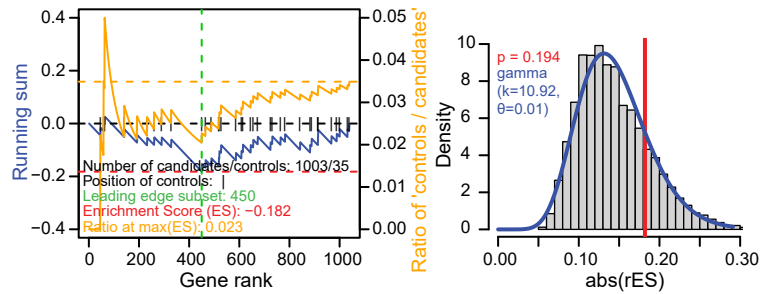 Running sum
0.4
0.2
0.0
−0.2
−0.4
Number of candidates/controls: 1003/35
Position of controls: |
Leading edge subset: 450
Enrichment Score (ES): −0.182
Ratio at max(ES): 0.023
0 200 400 600 800 1000
Gene rank
0.05
0.04
0.03
0.02
0.01
0.00
Ratio of 'controls / candidates'
Density
10
8
6
4
2
0
p = 0.194
gamma
(k=10.92,
θ=0.01)
0.00 0.10 0.20 0.30
abs(rES)